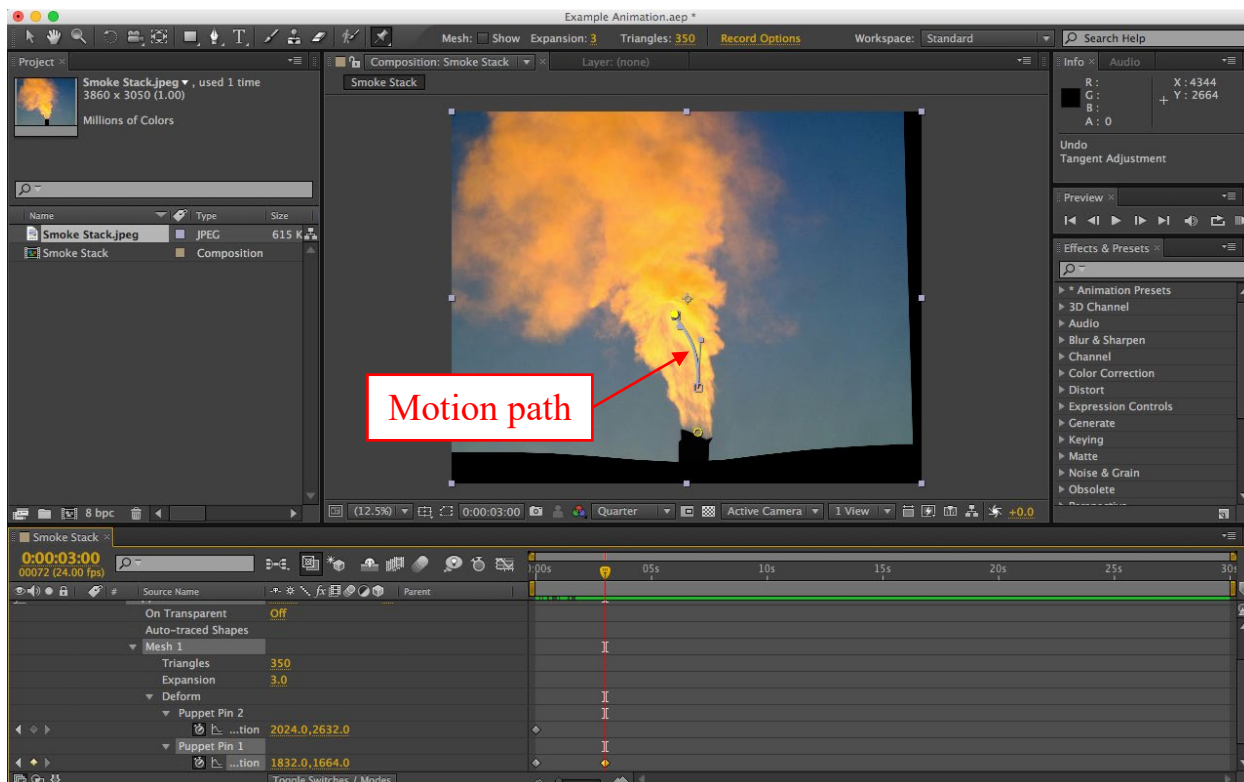 Example Animation.aep *
Mesh: Show Expansion: 3 Triangles: 350 Record Options Workspace: Standard Search Help
Project
Smoke Stack.jpeg , used 1 time
3860 x 3050 (1.00)
Millions of Colors
Name Type Size
Smoke Stack.jpeg JPEG 615 K
Smoke Stack Composition
8 bpc
Composition: Smoke Stack Layer: (none)
Smoke Stack
Motion path
(12.5%) 0:00:03:00 Quarter Active Camera 1 View +0.0
Info Audio
R : X : 4344
G : Y : 2664
B :
A : 0
Undo
Tangent Adjustment
Preview
Effects & Presets
* Animation Presets
3D Channel
Audio
Blur & Sharpen
Channel
Color Correction
Distort
Expression Controls
Generate
Keying
Matte
Noise & Grain
Obsolete
Smoke Stack
0:00:03:00
00072 (24.00 fps)
05s 10s 15s 20s 25s
# Source Name Parent
On Transparent Off
Auto-traced Shapes
Mesh 1
Triangles 350
Expansion 3.0
Deform
Puppet Pin 2
...tion 2024.0,2632.0
Puppet Pin 1
...tion 1832.0,1664.0
Toggle Switches / Modes